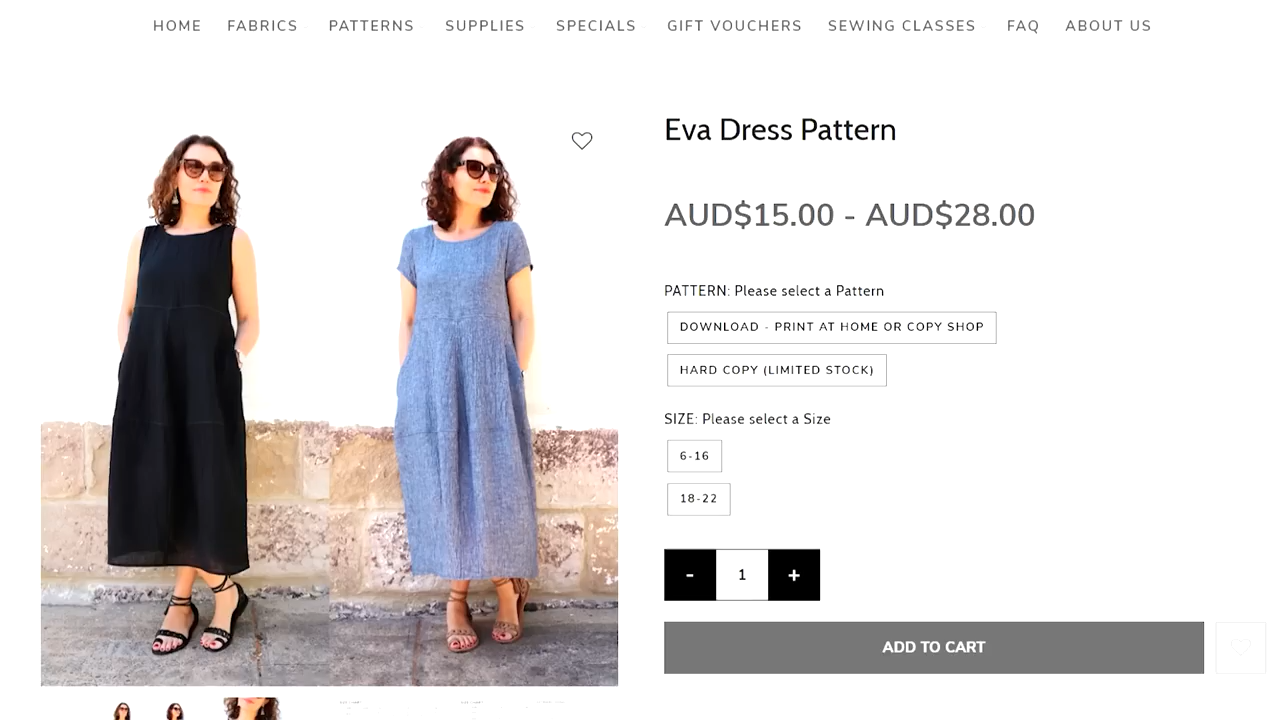 HOME FABRICS PATTERNS SUPPLIES SPECIALS GIFT VOUCHERS SEWING CLASSES FAQ ABOUT US
Eva Dress Pattern
AUD$15.00 - AUD$28.00
PATTERN: Please select a Pattern
DOWNLOAD - PRINT AT HOME OR COPY SHOP
HARD COPY (LIMITED STOCK)
SIZE: Please select a Size
6-16
18-22
- 1 +
ADD TO CART